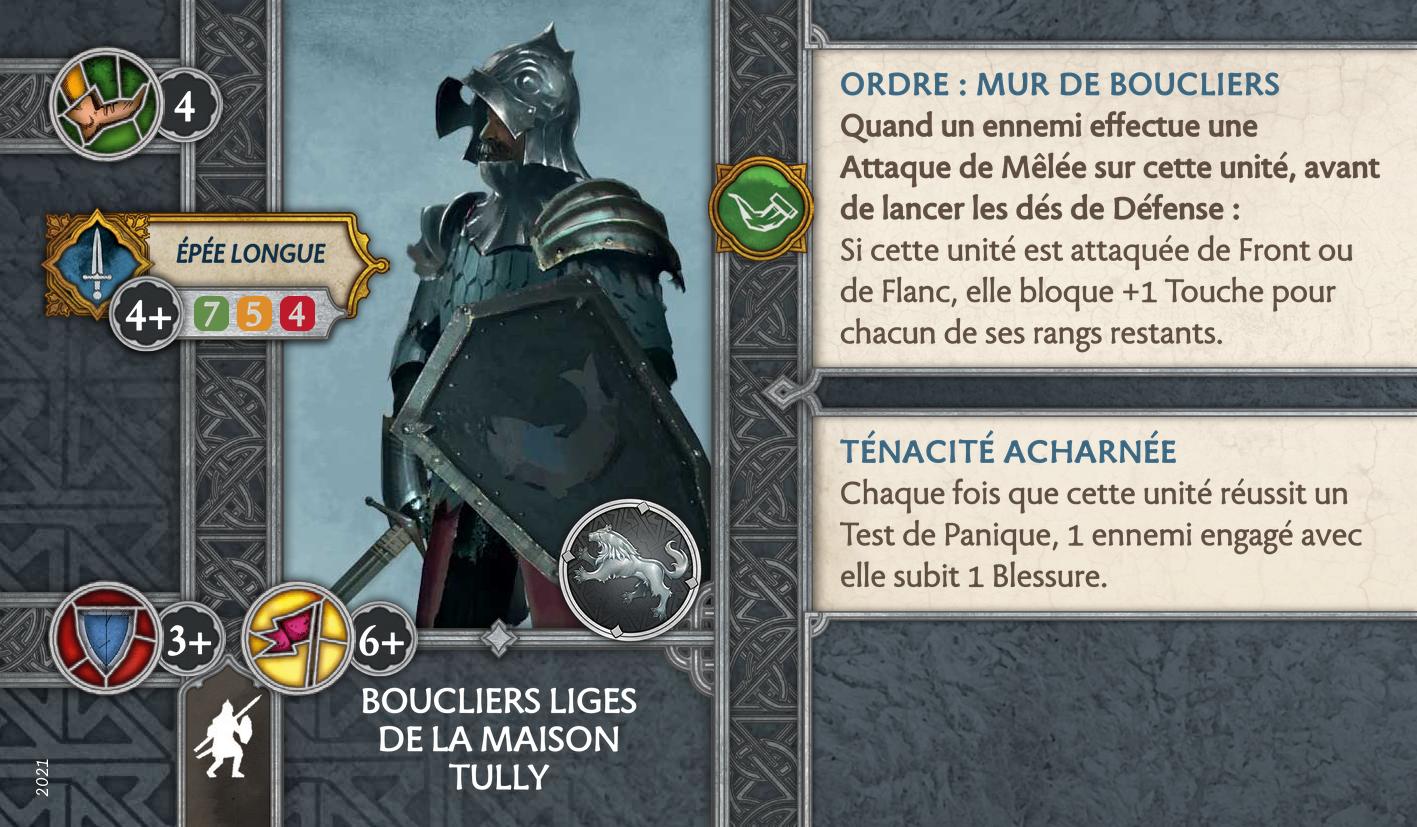 4
ÉPÉE LONGUE
4+ 7 5 4
3+ 6+
BOUCLIERS LIGES
DE LA MAISON
TULLY
2021
ORDRE : MUR DE BOUCLIERS
Quand un ennemi effectue une
Attaque de Mêlée sur cette unité, avant
de lancer les dés de Défense :
Si cette unité est attaquée de Front ou
de Flanc, elle bloque +1 Touche pour
chacun de ses rangs restants.
TÉNACITÉ ACHARNÉE
Chaque fois que cette unité réussit un
Test de Panique, 1 ennemi engagé avec
elle subit 1 Blessure.